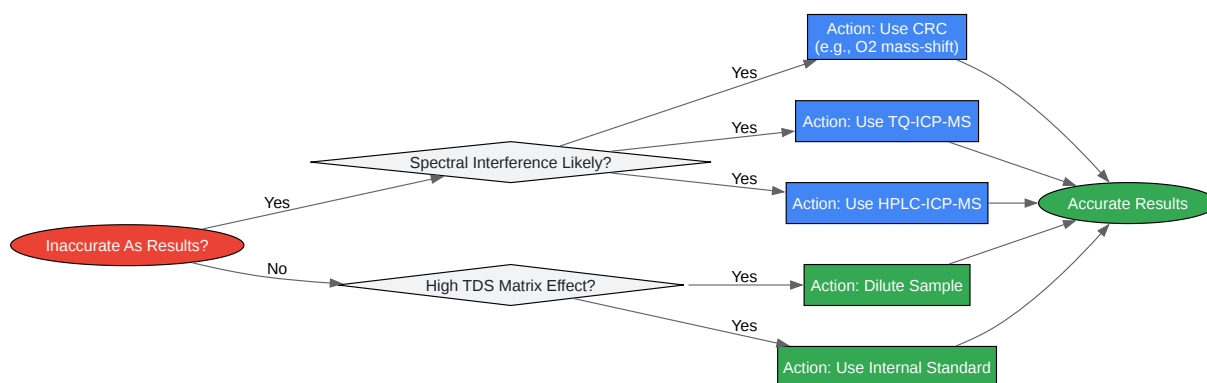 Action: Use CRC
(e.g., O2 mass-shift)
Yes
Action: Use TQ-ICP-MS
Yes
Spectral Interference Likely?
Yes
Action: Use HPLC-ICP-MS
Yes
Accurate Results
Inaccurate As Results?
No
High TDS Matrix Effect?
Yes
Action: Dilute Sample
Yes
Action: Use Internal Standard